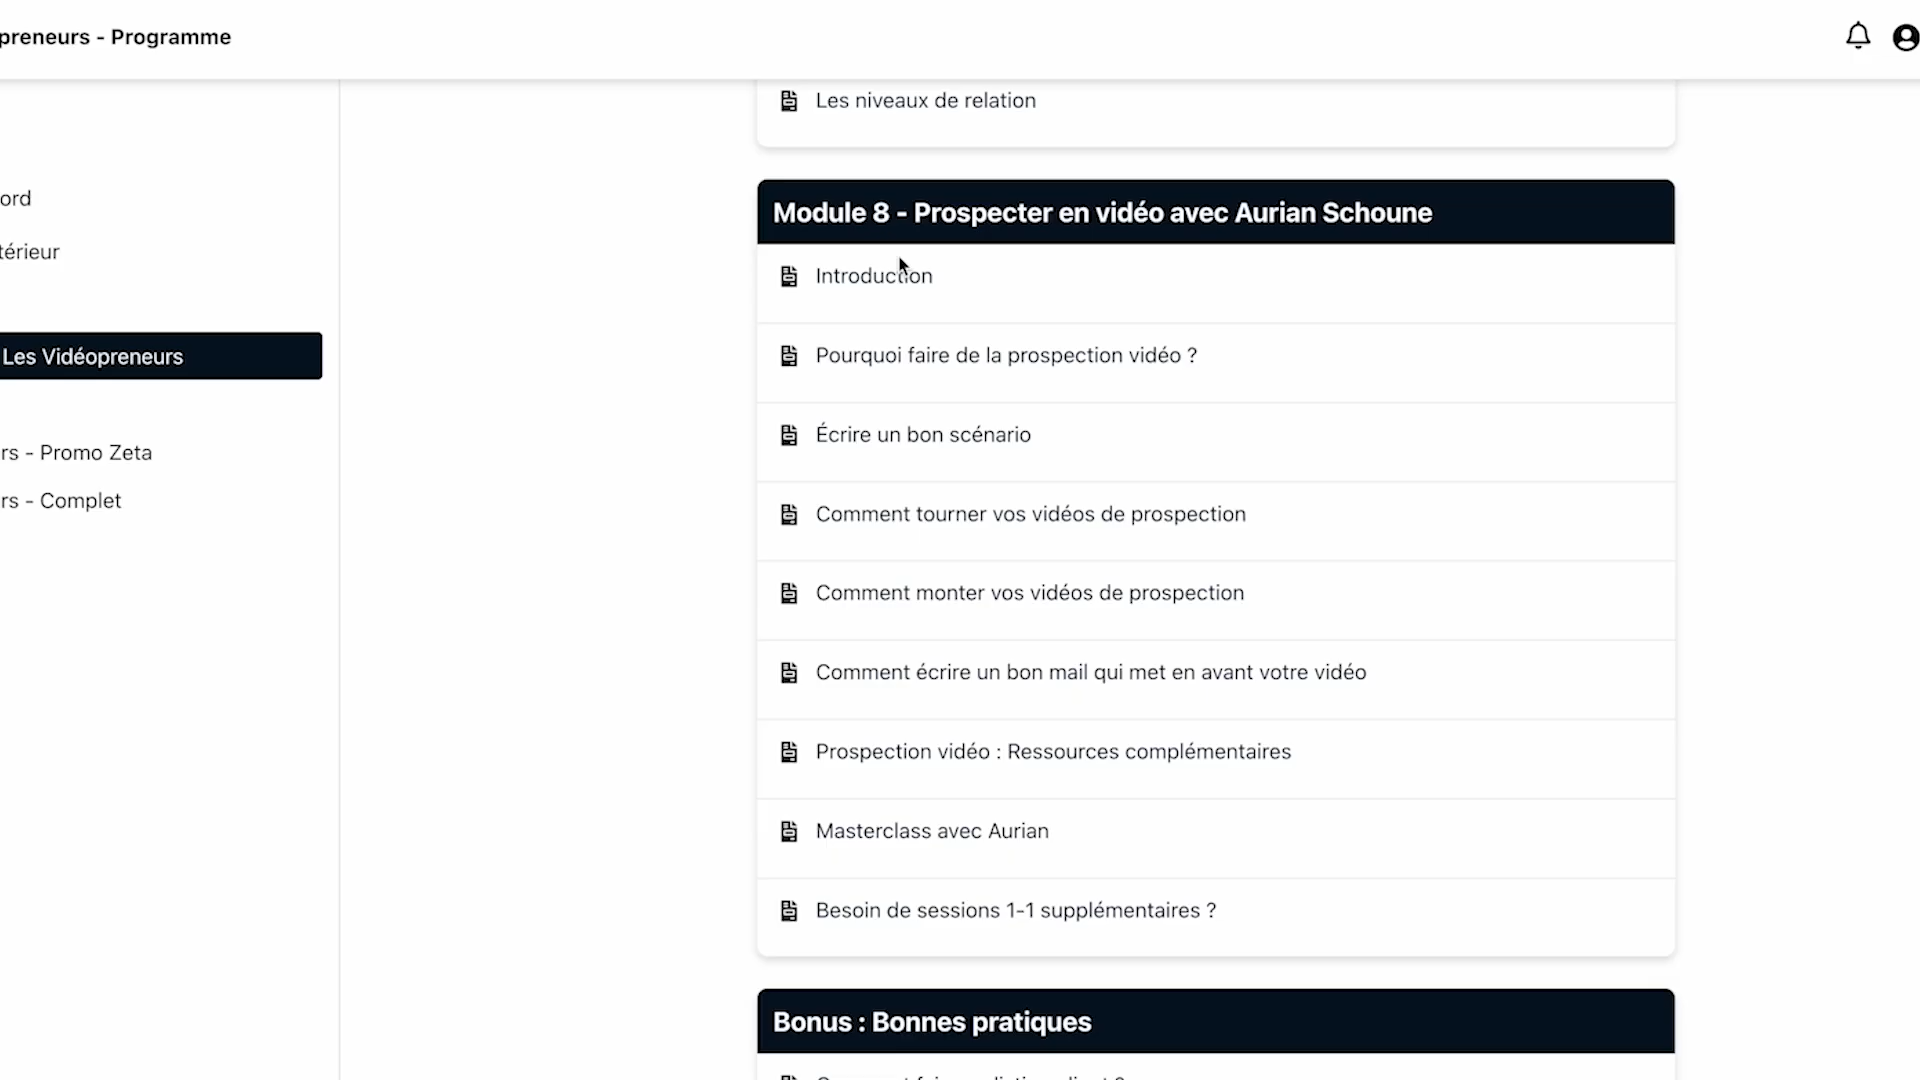 preneurs - Programme
Les niveaux de relation
ord
térieur
Les Vidéopreneurs
rs - Promo Zeta
rs - Complet
Module 8 - Prospecter en vidéo avec Aurian Schoune
Introduction
Pourquoi faire de la prospection vidéo ?
Écrire un bon scénario
Comment tourner vos vidéos de prospection
Comment monter vos vidéos de prospection
Comment écrire un bon mail qui met en avant votre vidéo
Prospection vidéo : Ressources complémentaires
Masterclass avec Aurian
Besoin de sessions 1-1 supplémentaires ?
Bonus : Bonnes pratiques